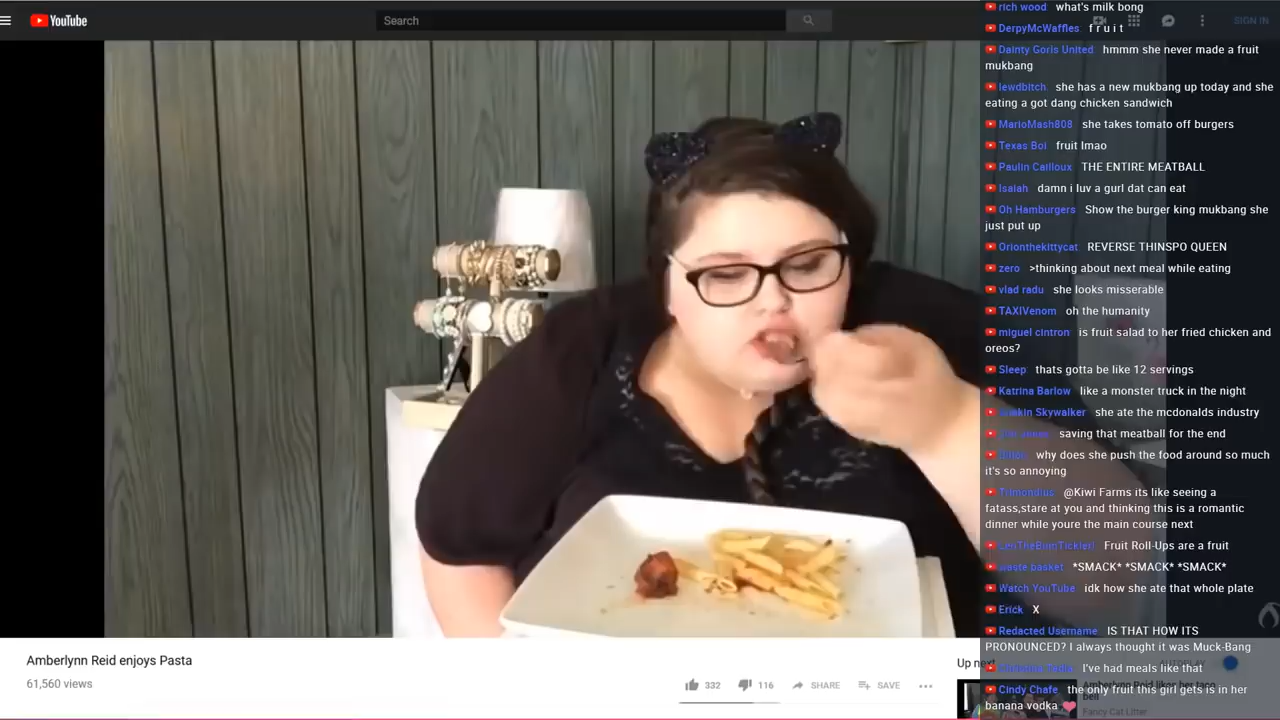 YouTube
Search
SIGN IN
rich wood what's milk bong
DerpyMcWaffles f r u i t
Dainty Goris United hmmm she never made a fruit
mukbang
lewdbitch she has a new mukbang up today and she
eating a got dang chicken sandwich
MarioMash808 she takes tomato off burgers
Texas Boi fruit lmao
Paulin Cailloux THE ENTIRE MEATBALL
Isaiah damn i luv a gurl dat can eat
Oh Hamburgers Show the burger king mukbang she
just put up
Orionthekittycat REVERSE THINSPO QUEEN
zero >thinking about next meal while eating
vlad radu she looks misserable
TAXIVenom oh the humanity
miguel cintron is fruit salad to her fried chicken and
oreos?
Sleep thats gotta be like 12 servings
Katrina Barlow like a monster truck in the night
Skywalker she ate the mcdonalds industry
saving that meatball for the end
why does she push the food around so much
it's so annoying
Trimondius @Kiwi Farms its like seeing a
fatass,stare at you and thinking this is a romantic
dinner while youre the main course next
Fruit Roll-Ups are a fruit
waste basket *SMACK* *SMACK* *SMACK*
Watch YouTube idk how she ate that whole plate
Erick X
Redacted Username IS THAT HOW ITS
PRONOUNCED? I always thought it was Muck-Bang
I've had meals like that
Cindy Chafe the only fruit this girl gets is in her
banana vodka
Amberlynn Reid enjoys Pasta
61,560 views
332
116
SHARE
SAVE
Up next
AUTOPLAY
Amberlynn Reid likes her taco
bell
Fancy Cat Litter